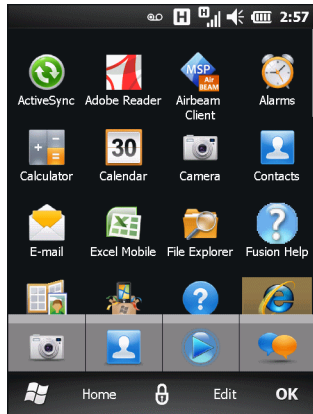 H H 2:57
ActiveSync Adobe Reader Airbeam Client Alarms
MSP Air BEAM
Calculator 30 Calendar Camera Contacts
E-mail Excel Mobile File Explorer ? Fusion Help
?
Home Edit OK